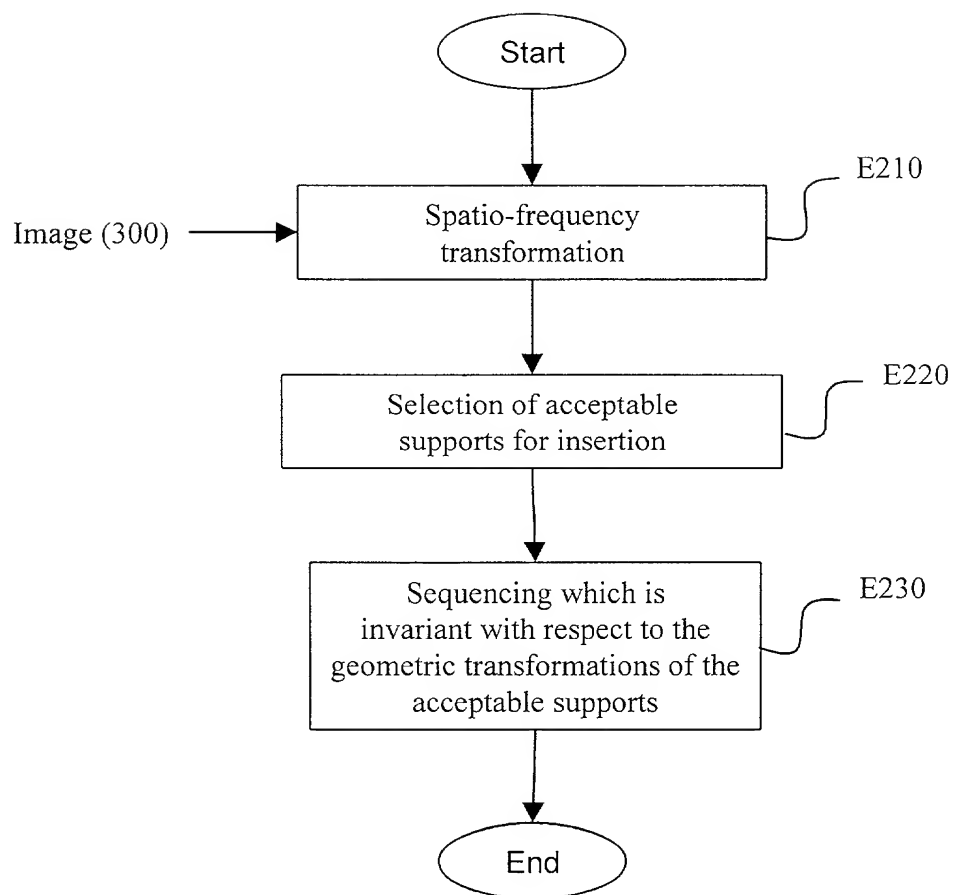 Start
E210
Spatio-frequency
transformation
Image (300)
E220
Selection of acceptable
supports for insertion
E230
Sequencing which is
invariant with respect to the
geometric transformations of the
acceptable supports
End